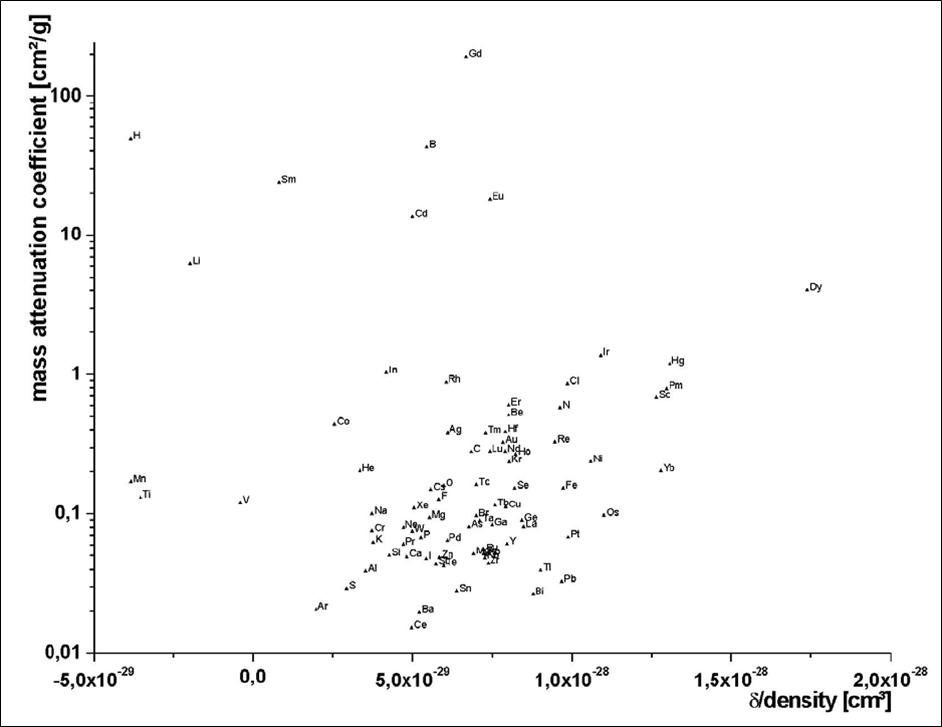 mass attenuation coefficient [cm²/g]
Gd
100
H
B
Sm
Eu
Cd
10
Li
Dy
Ir
Hg
In
1
Rh
Cl
Pm
Sc
Er
N
Be
Co
Ag
Tm
Hf
Au
Re
C
Lu
Nd
Ho
Kr
Ni
He
Yb
Mn
Tc
O
Se
Fe
Cs
Ti
F
V
Xe
Tb
Cu
Na
Mg
Br
0,1
Ta
Ge
Os
As
Ga
La
Cr
Ne
W
P
Pt
K
Pr
Pd
Y
Si
Ca
I
Zn
Zr
Al
Tl
Pb
S
Sn
Bi
Ar
Ba
Ce
0,01
-5,0x10⁻²⁹ 0,0 5,0x10⁻²⁹ 1,0x10⁻²⁸ 1,5x10⁻²⁸ 2,0x10⁻²⁸
δ/density [cm³]